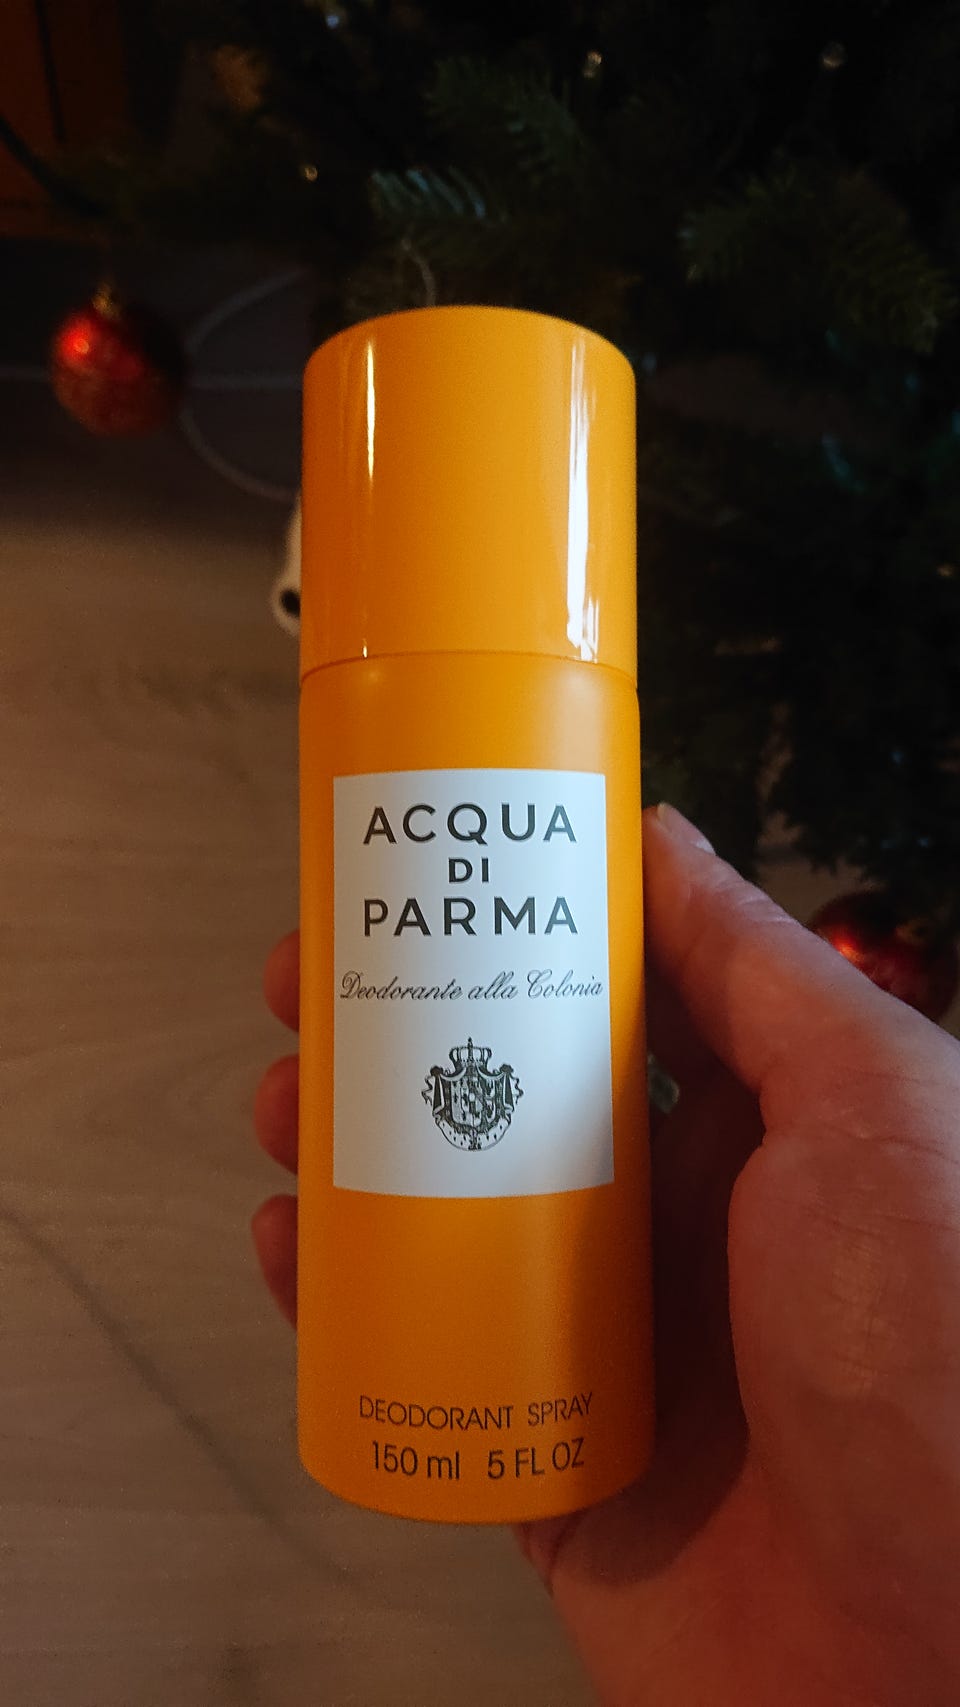 ACQUA
DI
PARMA
Deodorante alla Colonia
DEODORANT SPRAY
150 ml 5 FL OZ